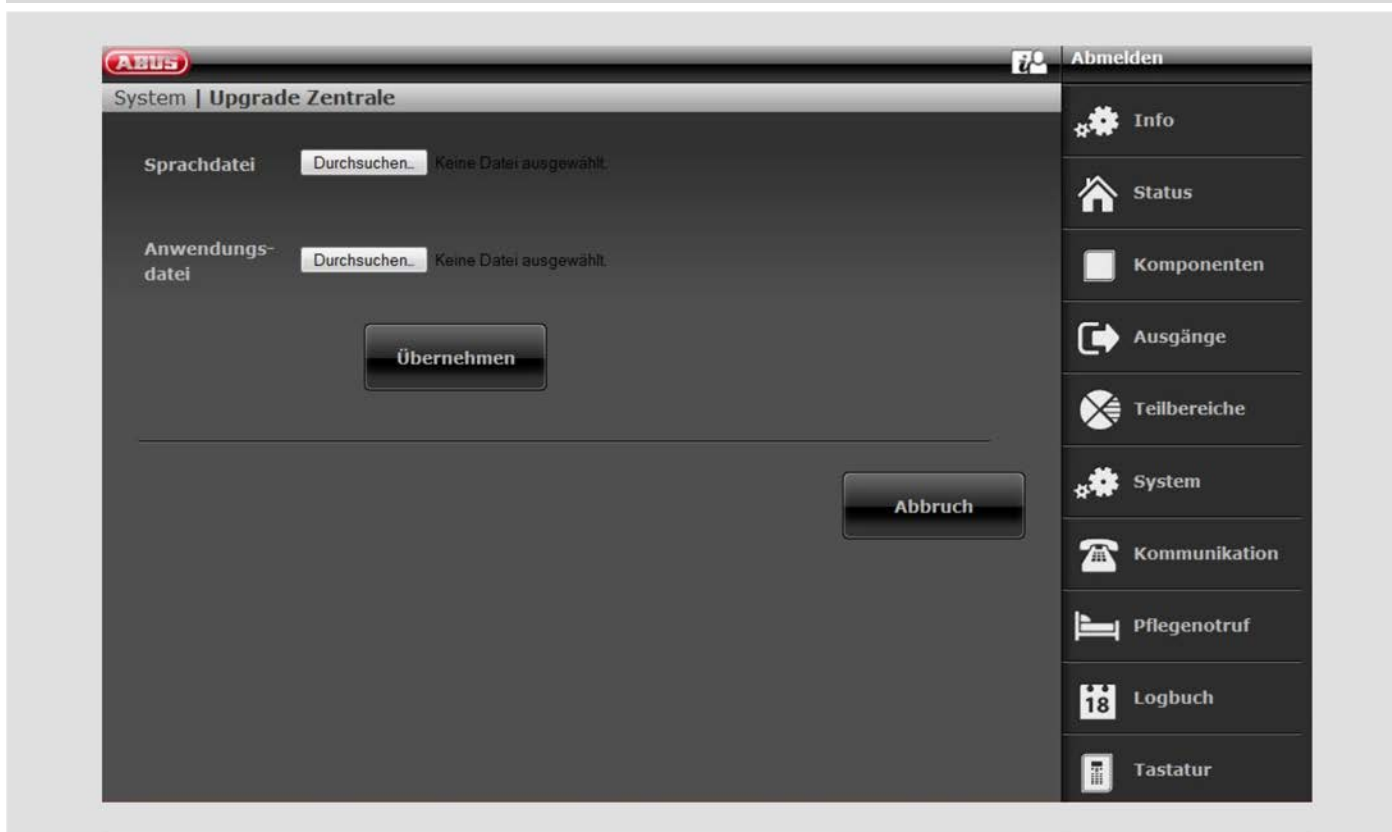 ABUS
Abmelden
System | Upgrade Zentrale
Sprachdatei Durchsuchen… Keine Datei ausgewählt.
Anwendungs-
datei Durchsuchen… Keine Datei ausgewählt.
Übernehmen
Abbruch
Info
Status
Komponenten
Ausgänge
Teilbereiche
System
Kommunikation
Pflegenotruf
18 Logbuch
Tastatur